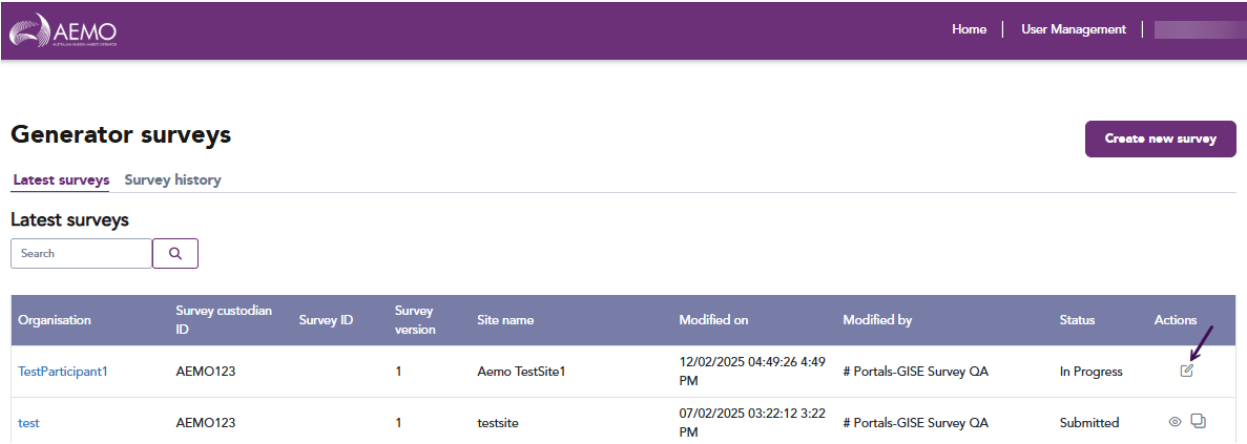 AEMO
Home
User Management
Generator surveys
Create new survey
Latest surveys Survey history
Latest surveys
Search
Organisation Survey custodian ID Survey ID Survey version Site name Modified on Modified by Status Actions
TestParticipant1 AEMO123 1 Aemo TestSite1 12/02/2025 04:49:26 4:49 PM # Portals-GISE Survey QA In Progress
test AEMO123 1 testsite 07/02/2025 03:22:12 3:22 PM # Portals-GISE Survey QA Submitted